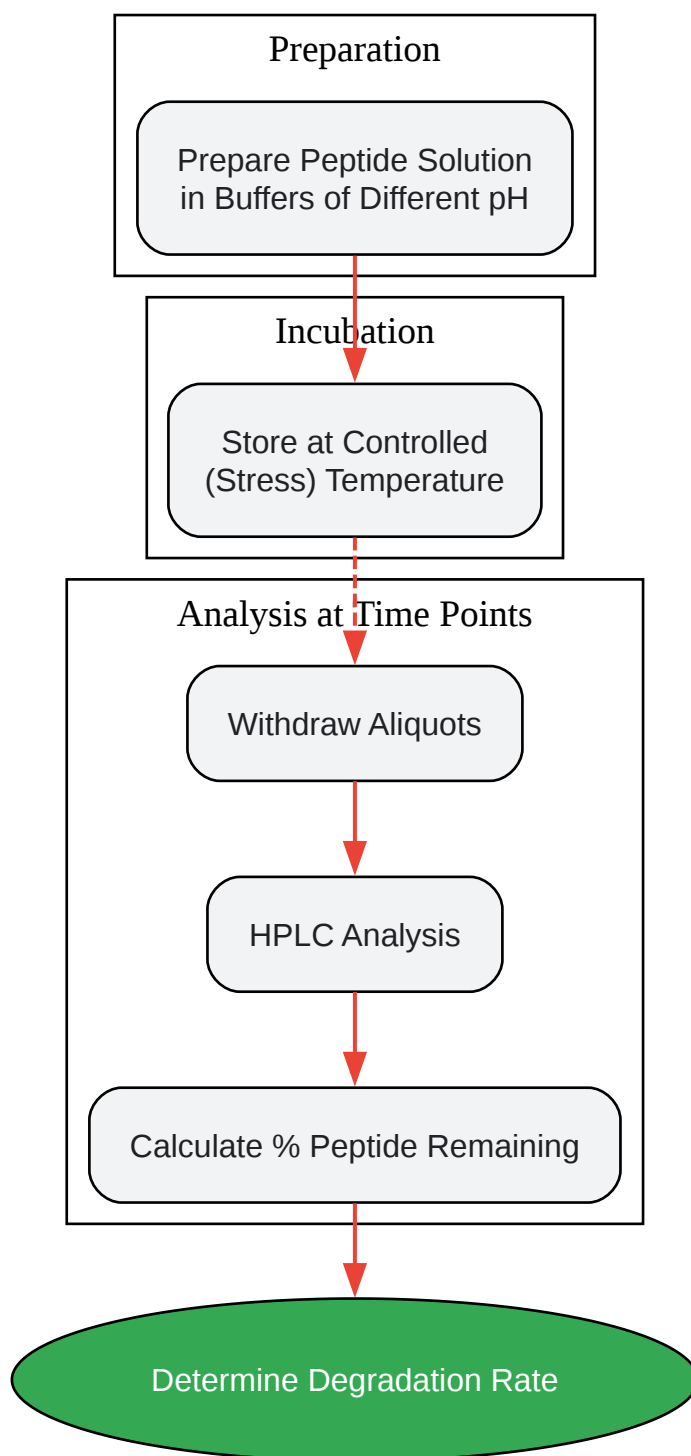 Preparation
Prepare Peptide Solution
in Buffers of Different pH
Incubation
Store at Controlled
(Stress) Temperature
Analysis at Time Points
Withdraw Aliquots
HPLC Analysis
Calculate % Peptide Remaining
Determine Degradation Rate